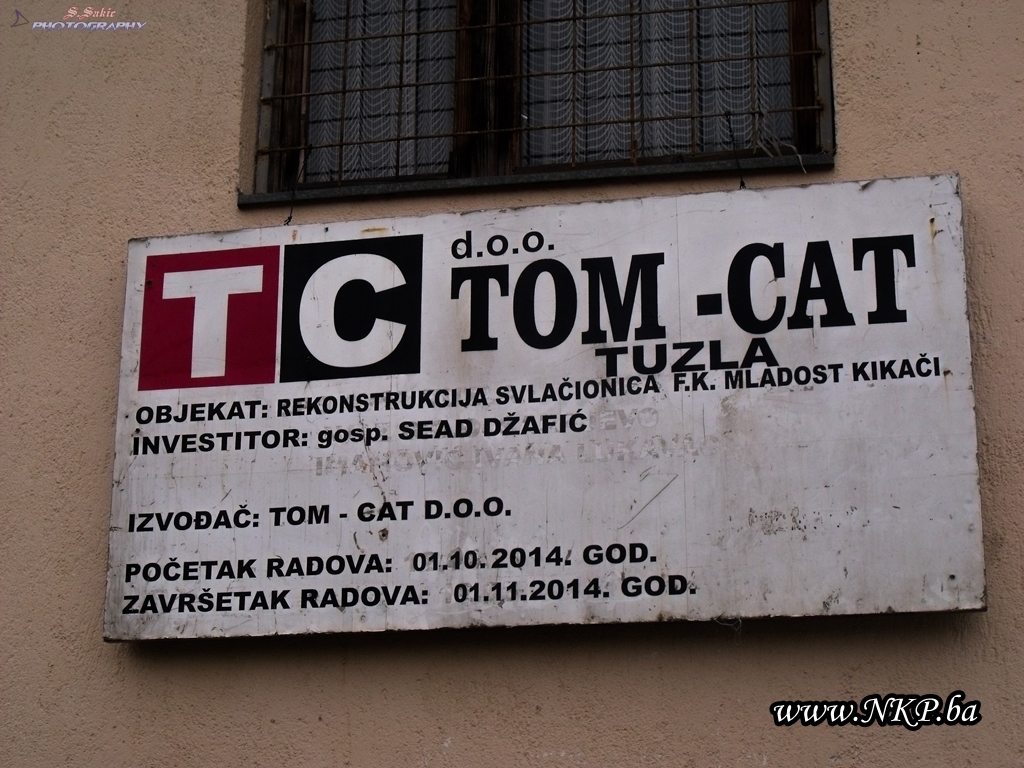 S.Sakic
PHOTOGRAPHY
TC
d.o.o.
TOM -CAT
TUZLA
OBJEKAT: REKONSTRUKCIJA SVLAČIONICA F.K. MLADOST KIKAČI
INVESTITOR: gosp. SEAD DŽAFIĆ
IZVOĐAČ: TOM - CAT D.O.O.
POČETAK RADOVA: 01.10.2014. GOD.
ZAVRŠETAK RADOVA: 01.11.2014. GOD.
www.NKP.ba